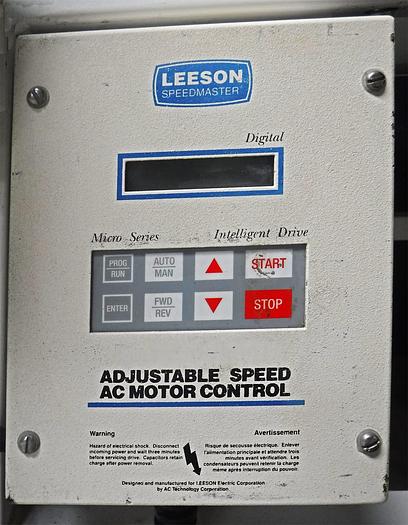 LEESON
SPEEDMASTER®
Digital
Micro Series Intelligent Drive
PROG RUN
AUTO MAN
START
ENTER
FWD REV
STOP
ADJUSTABLE SPEED
AC MOTOR CONTROL
Warning
Hazard of electrical shock. Disconnect
incoming power and wait three minutes
before servicing drive. Capacitors retain
charge after power removal.
Avertissement
Risque de secousse électrique. Enlever
l'alimentation principale et attendre trois
minutes avant verification. Les
condensateurs peuvent retenir la charge
même après interruption du pouvoir.
Designed and manufactured for LEESON Electric Corporation
by AC Technology Corporation.